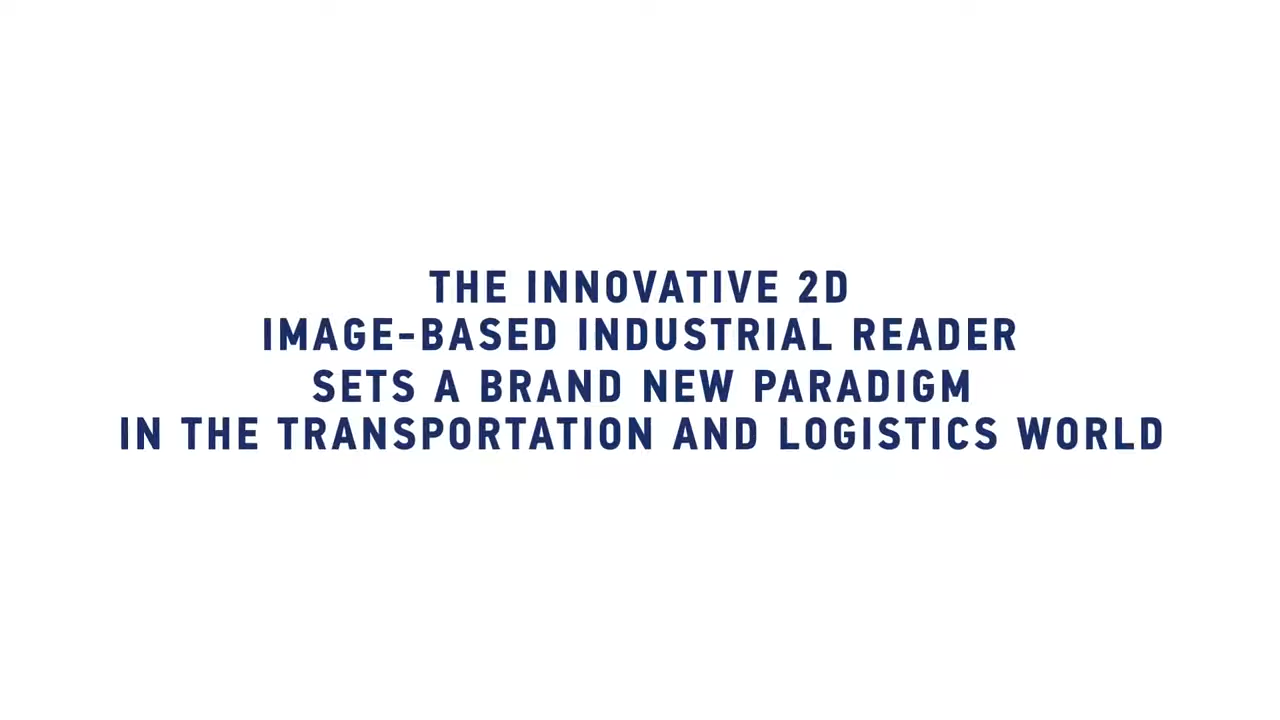 THE INNOVATIVE 2D
IMAGE-BASED INDUSTRIAL READER
SETS A BRAND NEW PARADIGM
IN THE TRANSPORTATION AND LOGISTICS WORLD